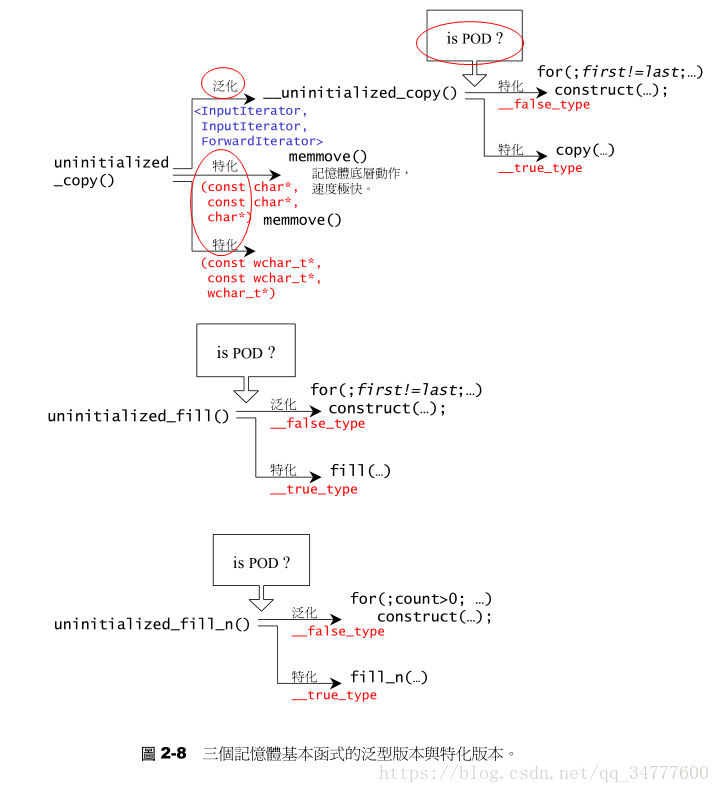 is POD ?
泛化
__uninitialized_copy()
特化
for(;first!=last;…)
construct(…);
__false_type
<InputIterator,
InputIterator,
ForwardIterator>
特化
copy(…)
__true_type
uninitialized
_copy()
特化
memmove()
記憶體底層動作，
速度極快。
(const char*,
const char*,
char*)
memmove()
特化
(const wchar_t*,
const wchar_t*,
wchar_t*)
is POD ?
uninitialized_fill()
泛化
for(;first!=last;…)
construct(…);
__false_type
特化
fill(…)
__true_type
is POD ?
uninitialized_fill_n()
泛化
for(;count>0; …)
construct(…);
__false_type
特化
fill_n(…)
__true_type
圖 2-8 三個記憶體基本函式的泛型版本與特化版本。
https://blog.csdn.net/qq_34777600